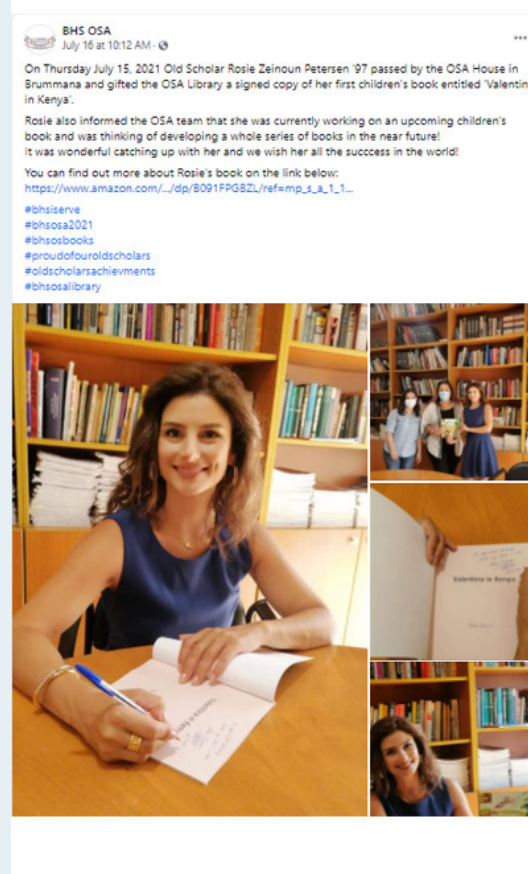 BHS OSA
July 16 at 10:12 AM ·
On Thursday July 15, 2021 Old Scholar Rosie Zeinoun Petersen '97 passed by the OSA House in
Brummana and gifted the OSA Library a signed copy of her first children's book entitled 'Valentin
in Kenya'.
Rosie also informed the OSA team that she was currently working on an upcoming children's
book and was thinking of developing a whole series of books in the near future!
It was wonderful catching up with her and we wish her all the succcess in the world!
You can find out more about Rosie's book on the link below:
https://www.amazon.com/.../dp/B091FPGBZL/ref=mp_s_a_1_1...
#bhsiserve
#bhsosa2021
#bhsosbooks
#proudofouroldscholars
#oldscholarsachievments
#bhsosalibrary
Valentina in Kenya